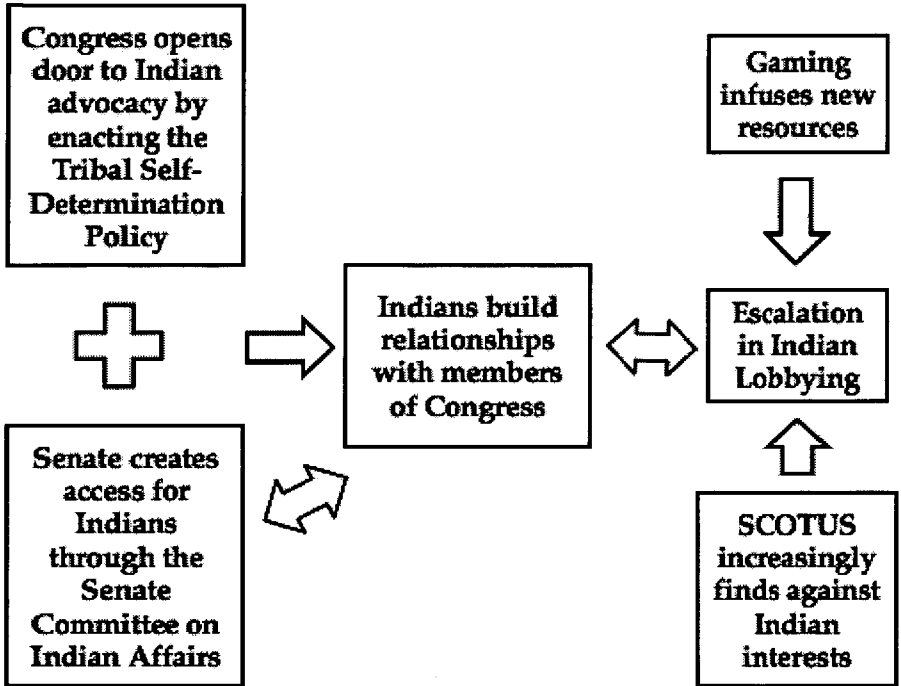 Congress opens
door to Indian
advocacy by
enacting the
Tribal Self-
Determination
Policy
Senate creates
access for
Indians
through the
Senate
Committee on
Indian Affairs
Indians build
relationships
with members
of Congress
Gaming
infuses new
resources
Escalation
in Indian
Lobbying
SCOTUS
increasingly
finds against
Indian
interests